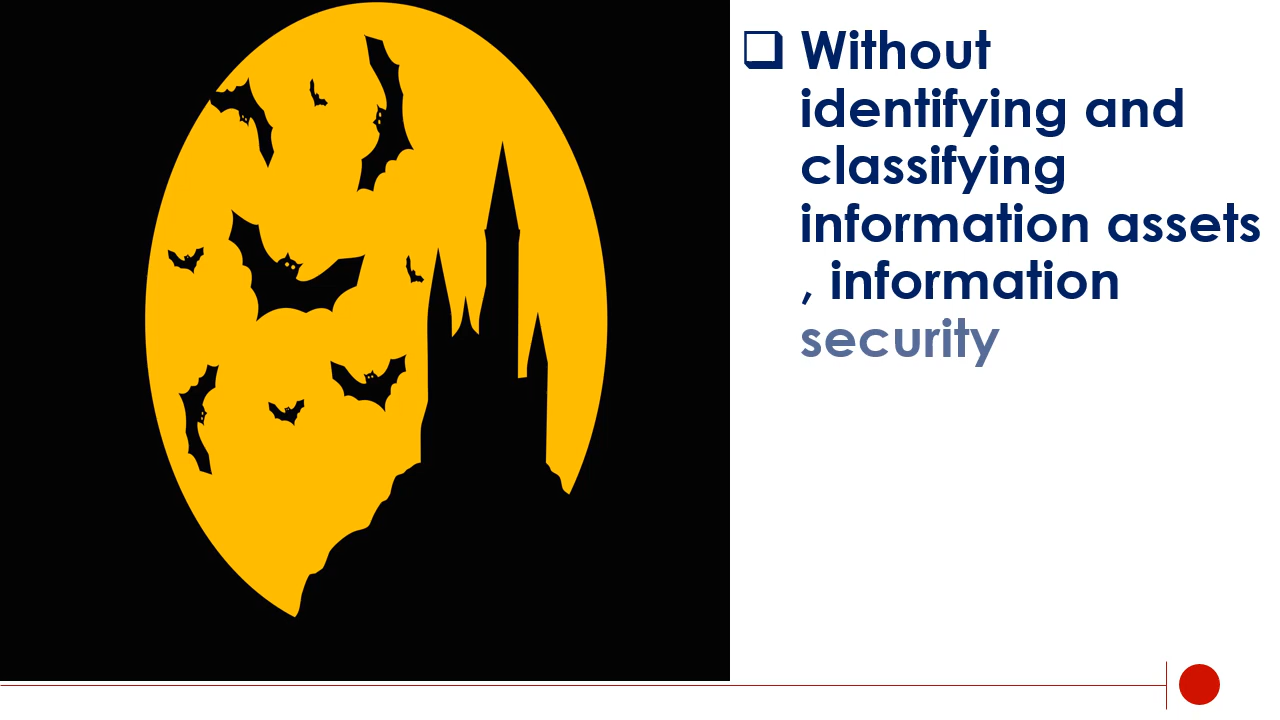 Without
identifying and
classifying
information assets
, information
security